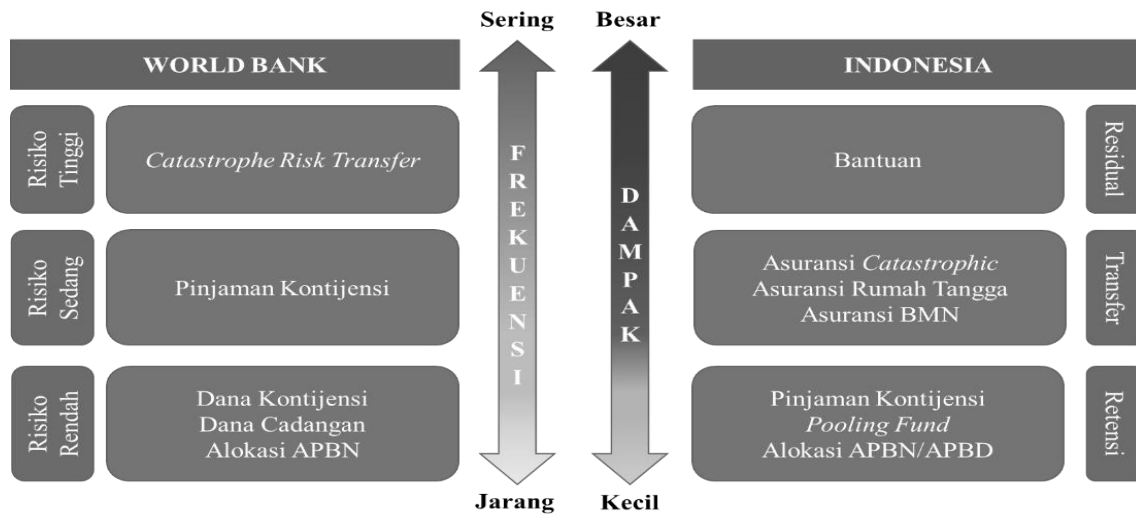 Sering
Besar
WORLD BANK
INDONESIA
Risiko
Tinggi
Catastrophe Risk Transfer
FREKUENSI
DAMPAK
Bantuan
Residual
Risiko
Sedang
Pinjaman Kontijensi
Asuransi Catastrophic
Asuransi Rumah Tangga
Asuransi BMN
Transfer
Risiko
Rendah
Dana Kontijensi
Dana Cadangan
Alokasi APBN
Pinjaman Kontijensi
Pooling Fund
Alokasi APBN/APBD
Retensi
Jarang
Kecil